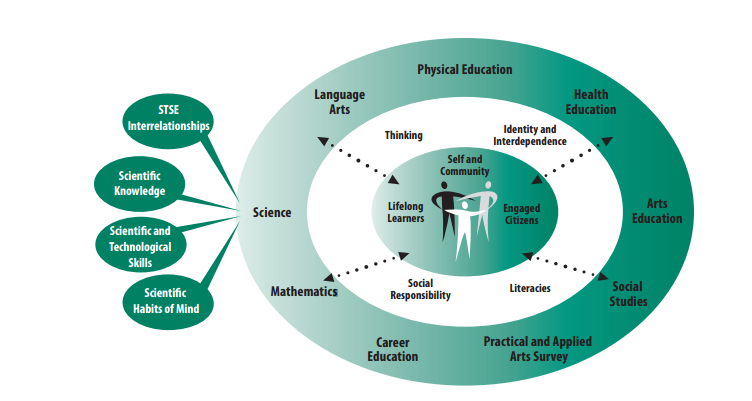 Physical Education
Language
Arts
Health
Education
STSE
Interrelationships
Thinking
Identity and
Interdependence
Self and
Community
Scientific
Knowledge
Science
Lifelong
Learners
Engaged
Citizens
Arts
Education
Scientific and
Technological
Skills
Scientific
Habits of Mind
Mathematics
Social
Responsibility
Literacies
Social
Studies
Career
Education
Practical and Applied
Arts Survey